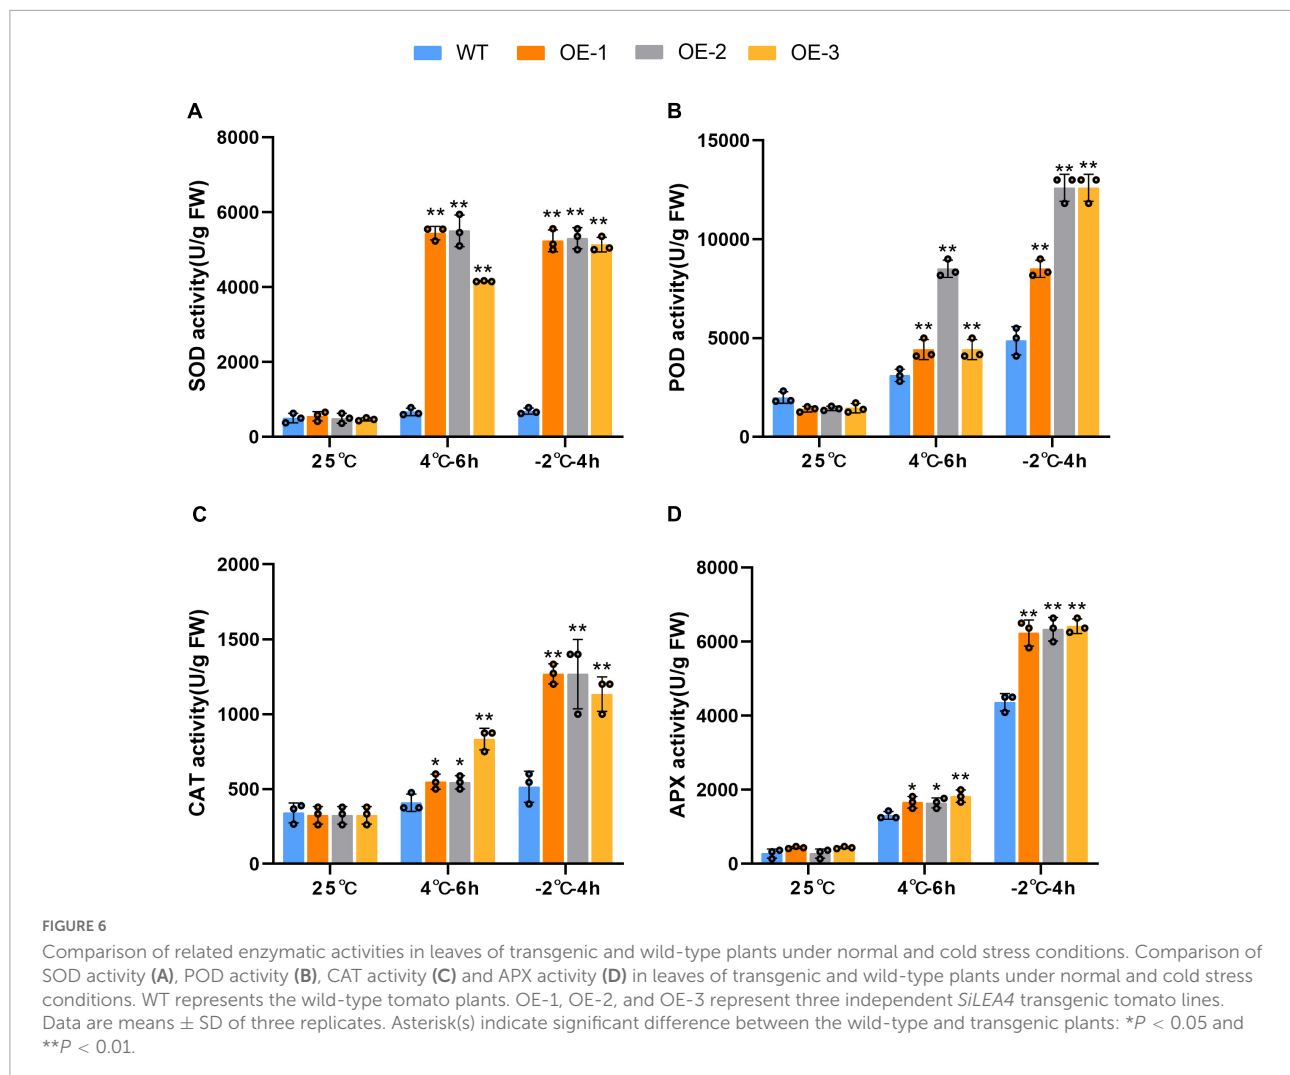 WT OE-1 OE-2 OE-3
A
SOD activity(U/g FW)
8000
6000
4000
2000
0
** ** ** ** ** **
25℃ 4℃-6h -2℃-4h
B
POD activity(U/g FW)
15000
10000
5000
0
** ** ** ** ** **
25℃ 4℃-6h -2℃-4h
C
CAT activity(U/g FW)
2000
1500
1000
500
0
* * ** ** ** **
25℃ 4℃-6h -2℃-4h
D
APX activity(U/g FW)
8000
6000
4000
2000
0
* * ** ** ** **
25℃ 4℃-6h -2℃-4h
FIGURE 6
Comparison of related enzymatic activities in leaves of transgenic and wild-type plants under normal and cold stress conditions. Comparison of
SOD activity (A), POD activity (B), CAT activity (C) and APX activity (D) in leaves of transgenic and wild-type plants under normal and cold stress
conditions. WT represents the wild-type tomato plants. OE-1, OE-2, and OE-3 represent three independent SiLEA4 transgenic tomato lines.
Data are means ± SD of three replicates. Asterisk(s) indicate significant difference between the wild-type and transgenic plants: *P < 0.05 and
**P < 0.01.